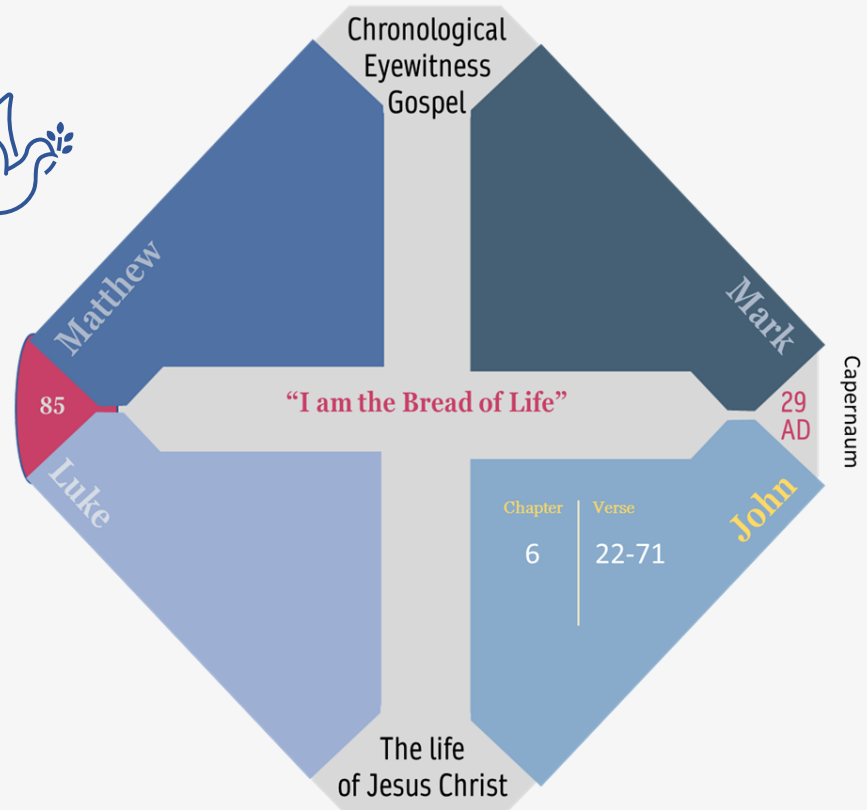 Chronological
Eyewitness
Gospel
Matthew
Mark
85
“I am the Bread of Life”
29
AD
Capernaum
Luke
John
Chapter
Verse
6
22-71
The life
of Jesus Christ